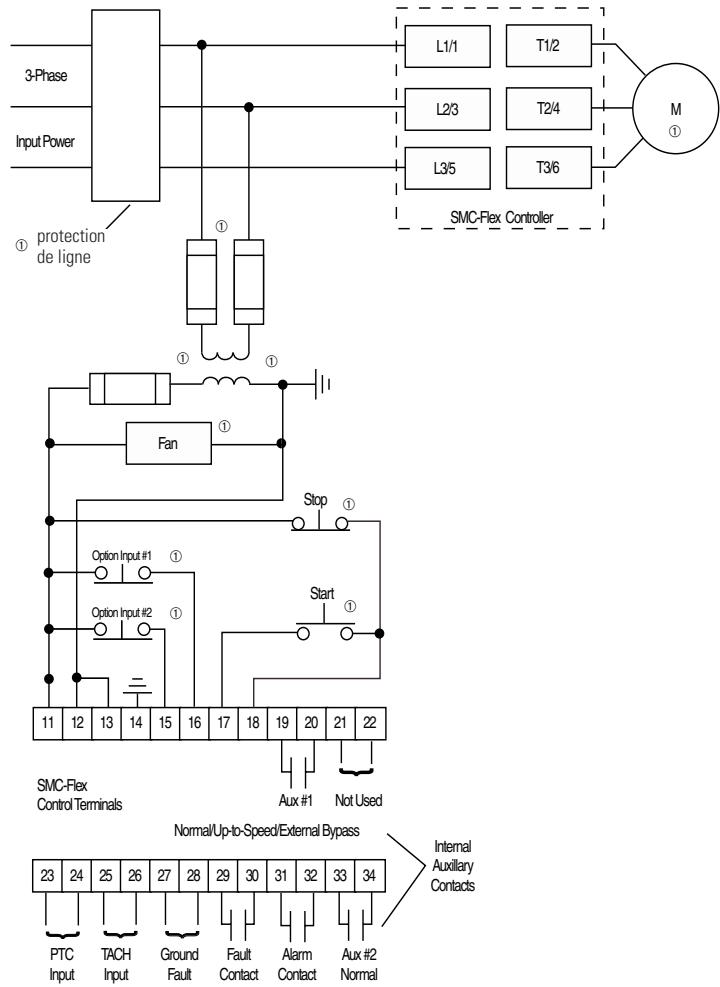 3-Phase
Input Power
① protection
de ligne
L1/1
T1/2
L2/3
T2/4
L3/5
T3/6
M
①
SMC-Flex Controller
①
①
①
Fan
①
Stop
①
Option Input #1
①
Option Input #2
①
Start
①
11 12 13 14 15 16 17 18 19 20 21 22
SMC-Flex
Control Terminals
Aux #1
Not Used
Normal/Up-to-Speed/External Bypass
Internal
Auxillary
Contacts
23 24 25 26 27 28 29 30 31 32 33 34
PTC
Input
TACH
Input
Ground
Fault
Fault
Contact
Alarm
Contact
Aux #2
Normal